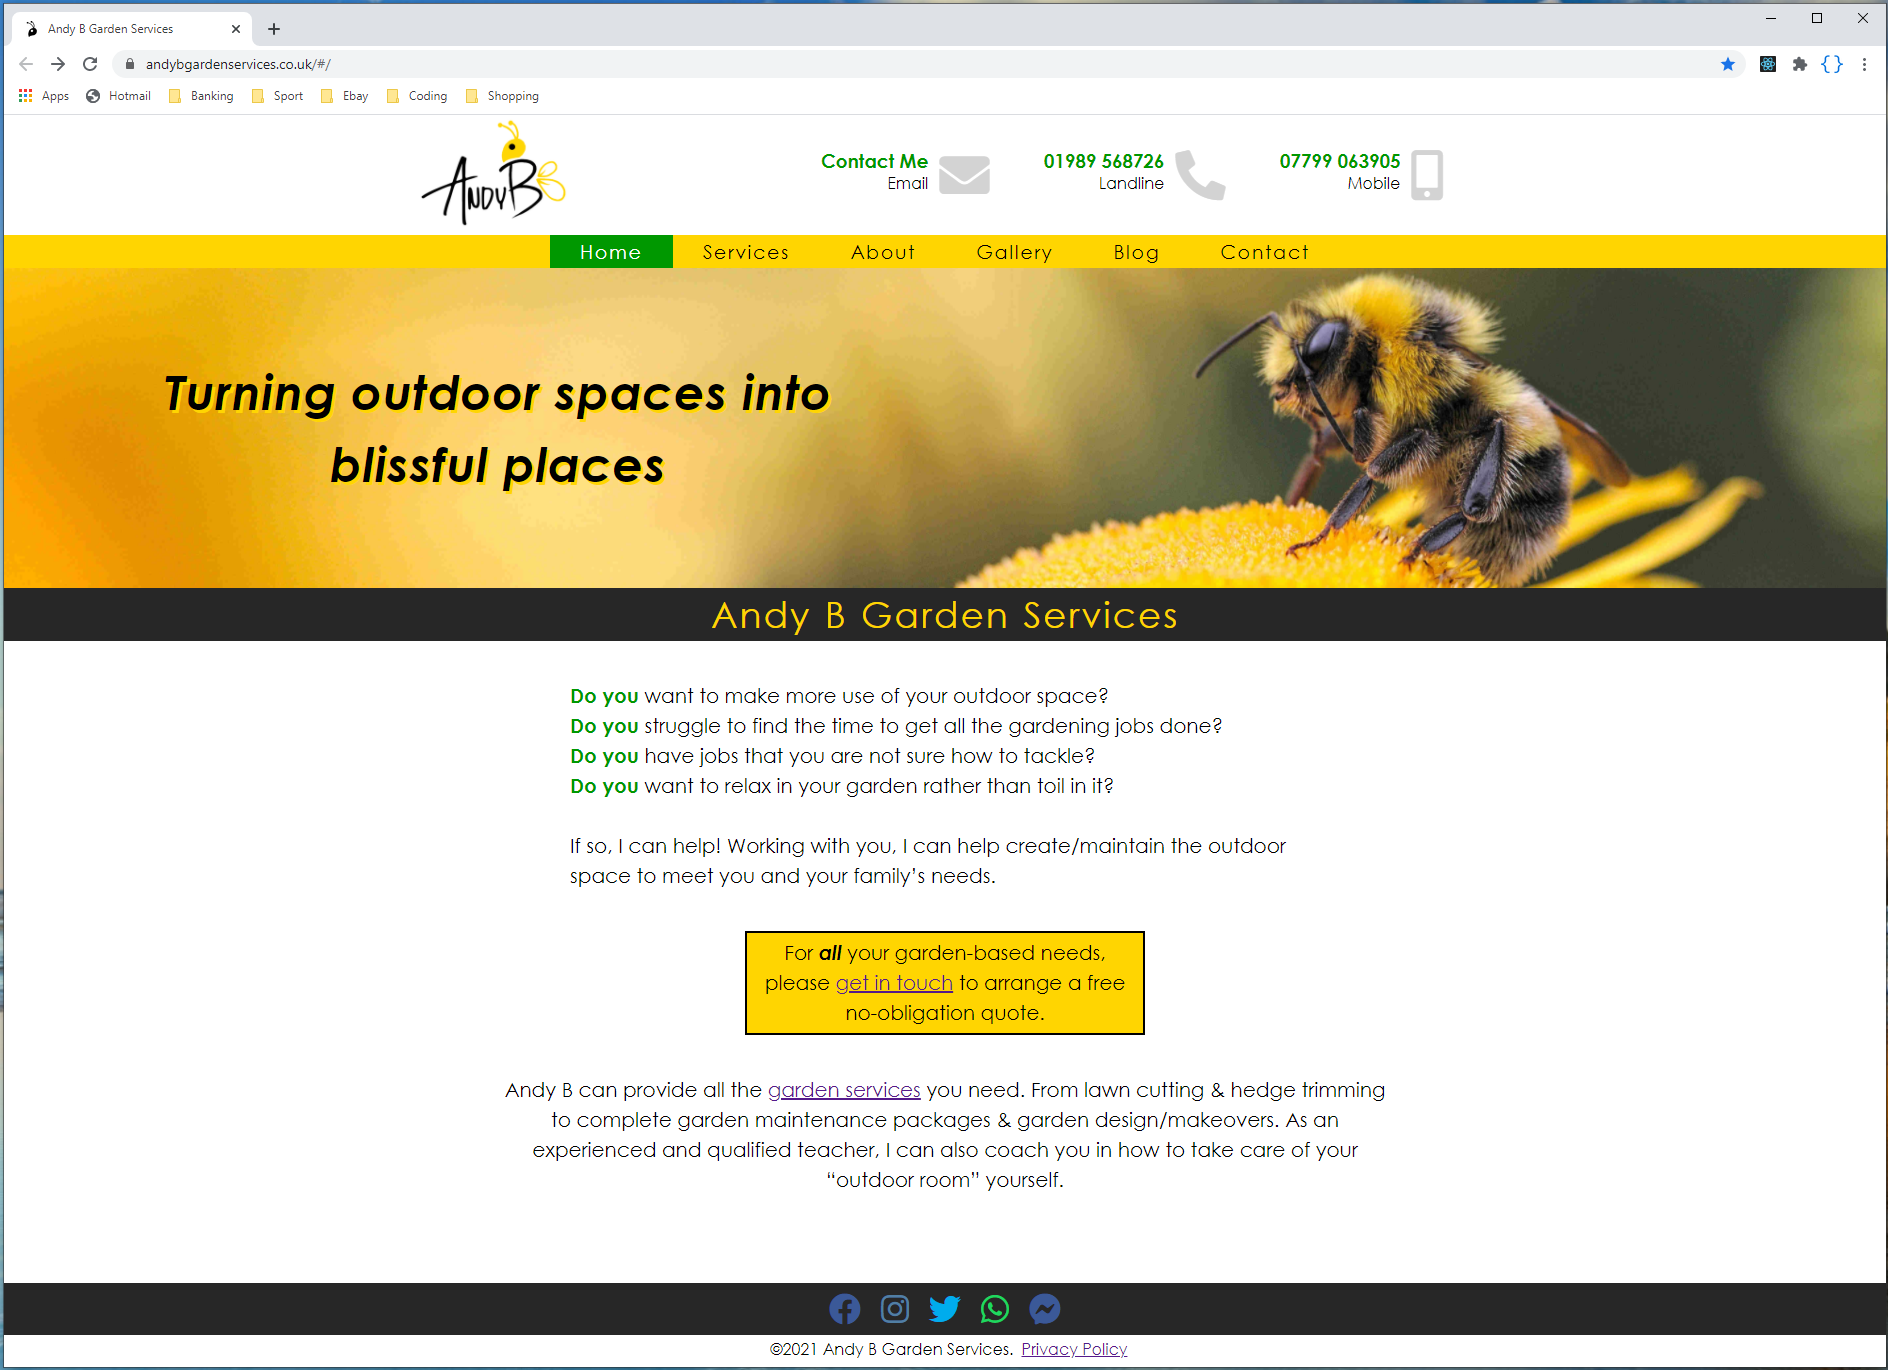 Andy B Garden Services
andybgardenservices.co.uk/#/
Apps Hotmail Banking Sport Ebay Coding Shopping
AndyB
Contact Me
Email
01989 568726
Landline
07799 063905
Mobile
Home Services About Gallery Blog Contact
Turning outdoor spaces into
blissful places
Andy B Garden Services
Do you want to make more use of your outdoor space?
Do you struggle to find the time to get all the gardening jobs done?
Do you have jobs that you are not sure how to tackle?
Do you want to relax in your garden rather than toil in it?
If so, I can help! Working with you, I can help create/maintain the outdoor
space to meet you and your family’s needs.
For all your garden-based needs,
please get in touch to arrange a free
no-obligation quote.
Andy B can provide all the garden services you need. From lawn cutting & hedge trimming
to complete garden maintenance packages & garden design/makeovers. As an
experienced and qualified teacher, I can also coach you in how to take care of your
“outdoor room” yourself.
©2021 Andy B Garden Services. Privacy Policy